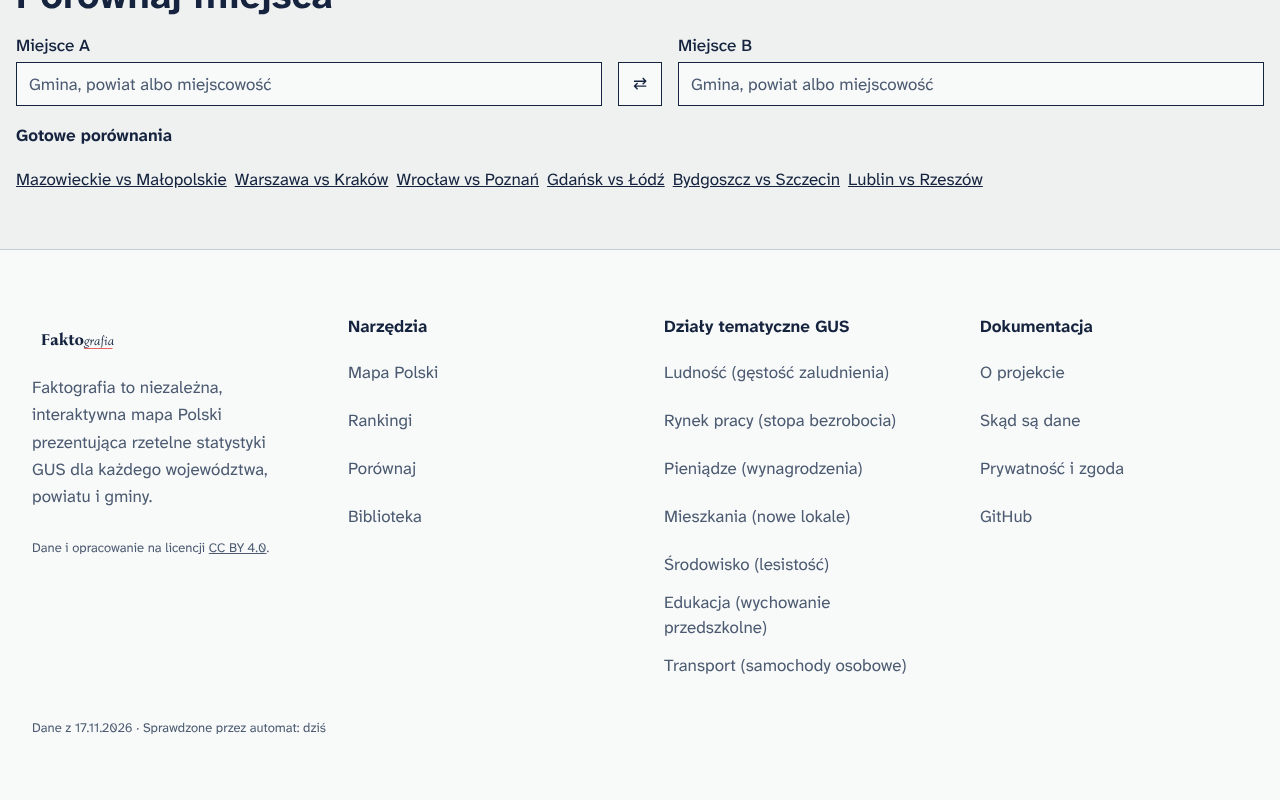 Porównaj miejsca
Miejsce A
Miejsce B
Gmina, powiat albo miejscowość
⇄
Gmina, powiat albo miejscowość
Gotowe porównania
Mazowieckie vs Małopolskie Warszawa vs Kraków Wrocław vs Poznań Gdańsk vs Łódź Bydgoszcz vs Szczecin Lublin vs Rzeszów
Faktografia
Faktografia to niezależna,
interaktywna mapa Polski
prezentująca rzetelne statystyki
GUS dla każdego województwa,
powiatu i gminy.
Dane i opracowanie na licencji CC BY 4.0.
Narzędzia
Mapa Polski
Rankingi
Porównaj
Biblioteka
Działy tematyczne GUS
Ludność (gęstość zaludnienia)
Rynek pracy (stopa bezrobocia)
Pieniądze (wynagrodzenia)
Mieszkania (nowe lokale)
Środowisko (lesistość)
Edukacja (wychowanie
przedszkolne)
Transport (samochody osobowe)
Dokumentacja
O projekcie
Skąd są dane
Prywatność i zgoda
GitHub
Dane z 17.11.2026 · Sprawdzone przez automat: dziś